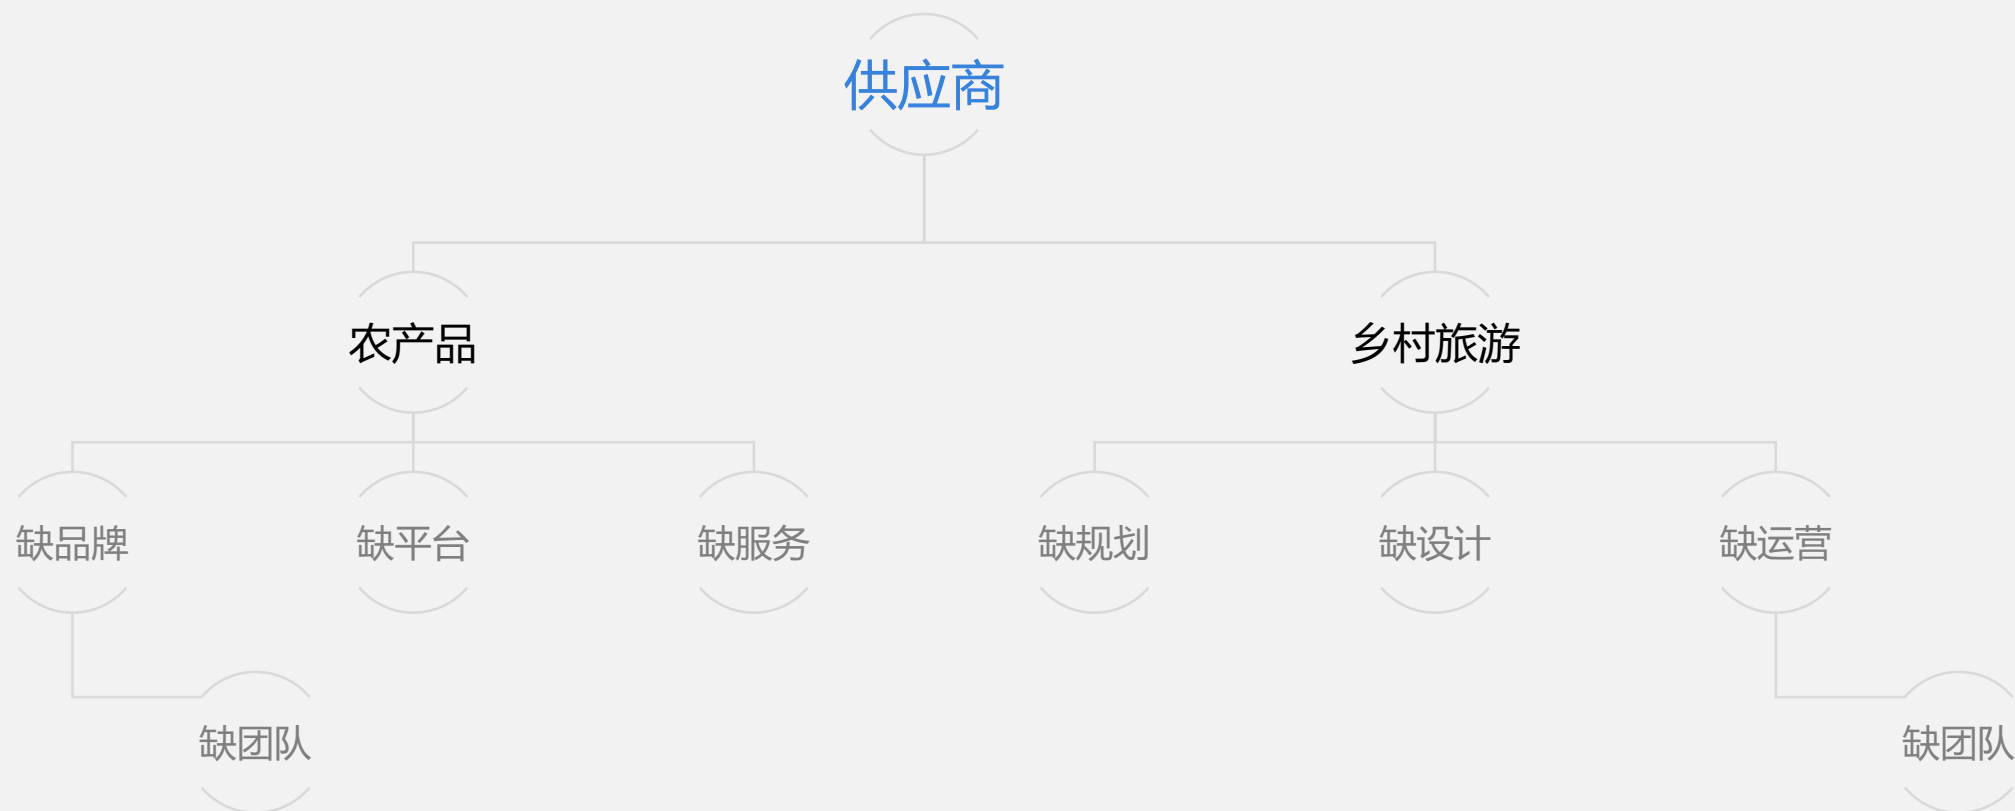 供应商
农产品
乡村旅游
缺品牌
缺平台
缺服务
缺规划
缺设计
缺运营
缺团队
缺团队